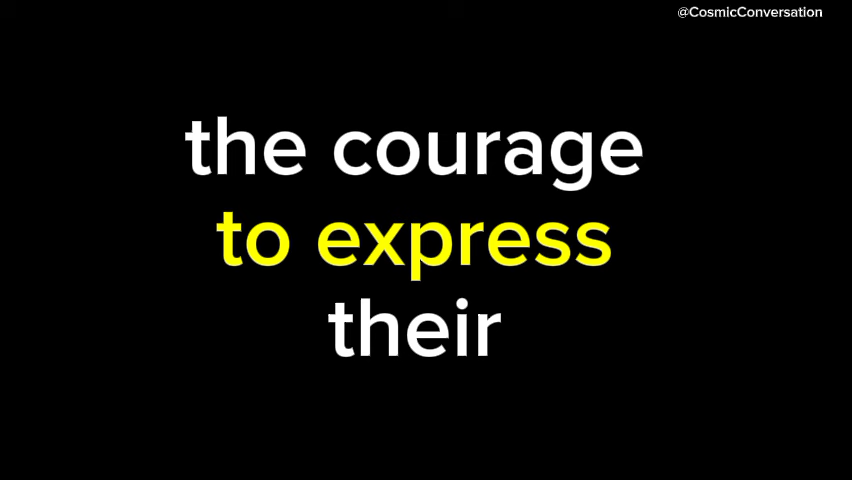 @CosmicConversation
the courage
to express
their